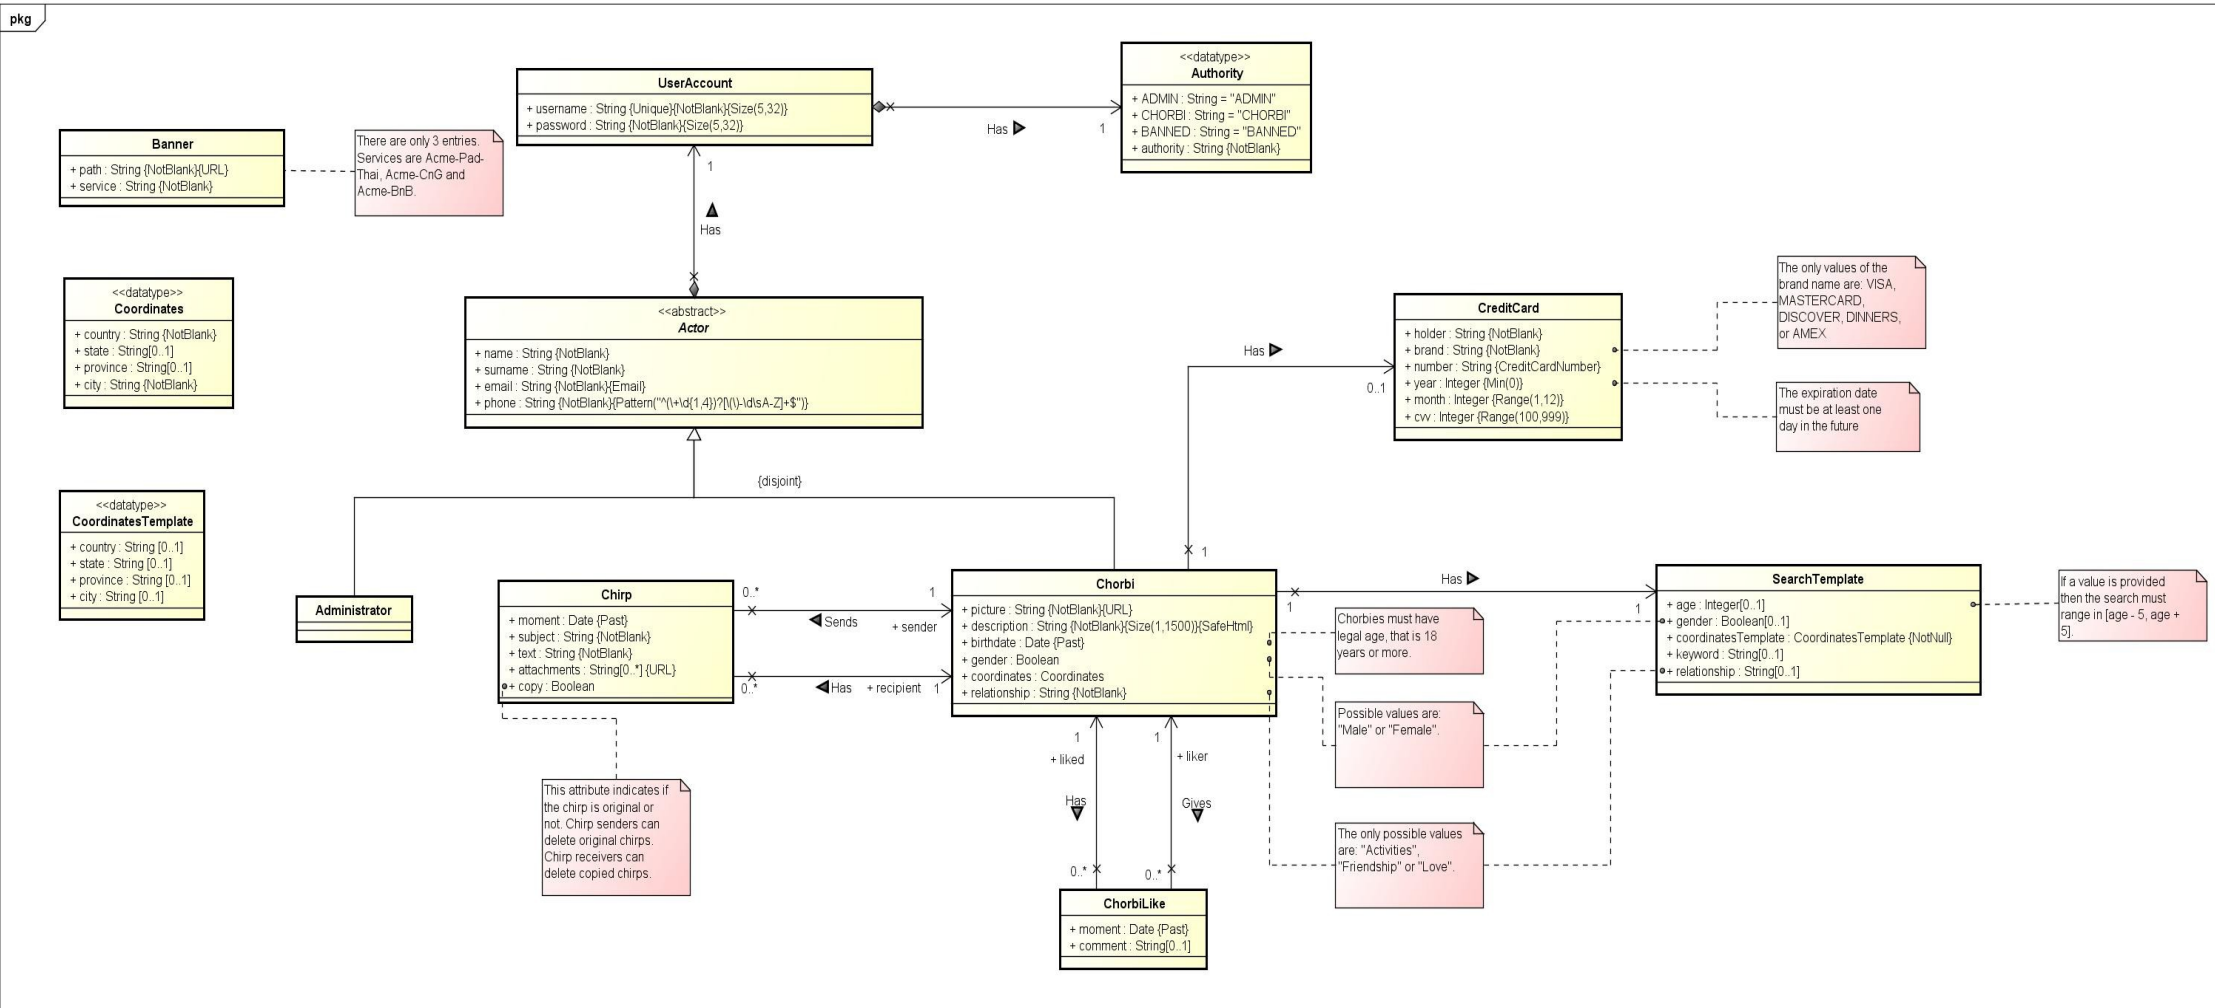 pkg
UserAccount
+ username : String {Unique}{NotBlank}{Size(5,32)}
+ password : String {NotBlank}{Size(5,32)}
Has
1
<<datatype>>
Authority
+ ADMIN : String = "ADMIN"
+ CHORBI : String = "CHORBI"
+ BANNED : String = "BANNED"
+ authority : String {NotBlank}
Banner
+ path : String {NotBlank}{URL}
+ service : String {NotBlank}
There are only 3 entries.
Services are Acme-Pad-
Thai, Acme-CnG and
Acme-BnB.
1
Has
<<datatype>>
Coordinates
+ country : String {NotBlank}
+ state : String[0..1]
+ province : String[0..1]
+ city : String {NotBlank}
<<abstract>>
Actor
+ name : String {NotBlank}
+ surname : String {NotBlank}
+ email : String {NotBlank}{Email}
+ phone : String {NotBlank}{Pattern("^(\+\d{1,4})?[\(\)-\d\sA-Z]+$")}
{disjoint}
Has
0..1
1
CreditCard
+ holder : String {NotBlank}
+ brand : String {NotBlank}
+ number : String {CreditCardNumber}
+ year : Integer {Min(0)}
+ month : Integer {Range(1,12)}
+ cvv : Integer {Range(100,999)}
The only values of the
brand name are: VISA,
MASTERCARD,
DISCOVER, DINNERS,
or AMEX
The expiration date
must be at least one
day in the future
<<datatype>>
CoordinatesTemplate
+ country : String [0..1]
+ state : String [0..1]
+ province : String [0..1]
+ city : String [0..1]
Administrator
Chirp
+ moment : Date {Past}
+ subject : String {NotBlank}
+ text : String {NotBlank}
+ attachments : String[0..*] {URL}
+ copy : Boolean
0..*
1
Sends
+ sender
0..*
Has
+ recipient
1
Chorbi
+ picture : String {NotBlank}{URL}
+ description : String {NotBlank}{Size(1,1500)}{SafeHtml}
+ birthdate : Date {Past}
+ gender : Boolean
+ coordinates : Coordinates
+ relationship : String {NotBlank}
Has
1
1
SearchTemplate
+ age : Integer[0..1]
+ gender : Boolean[0..1]
+ coordinatesTemplate : CoordinatesTemplate {NotNull}
+ keyword : String[0..1]
+ relationship : String[0..1]
If a value is provided
then the search must
range in [age - 5, age +
5].
Chorbies must have
legal age, that is 18
years or more.
Possible values are:
"Male" or "Female".
The only possible values
are: "Activities",
"Friendship" or "Love".
This attribute indicates if
the chirp is original or
not. Chirp senders can
delete original chirps.
Chirp receivers can
delete copied chirps.
1
+ liked
Has
0..*
1
+ liker
Gives
0..*
ChorbiLike
+ moment : Date {Past}
+ comment : String[0..1]